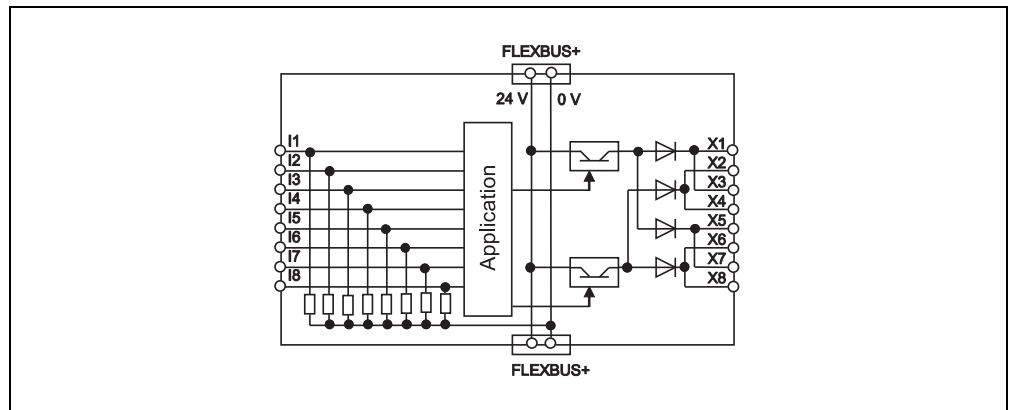 FLEXBUS+
24 V
0 V
I1
I2
I3
I4
I5
I6
I7
I8
Application
X1
X2
X3
X4
X5
X6
X7
X8
FLEXBUS+